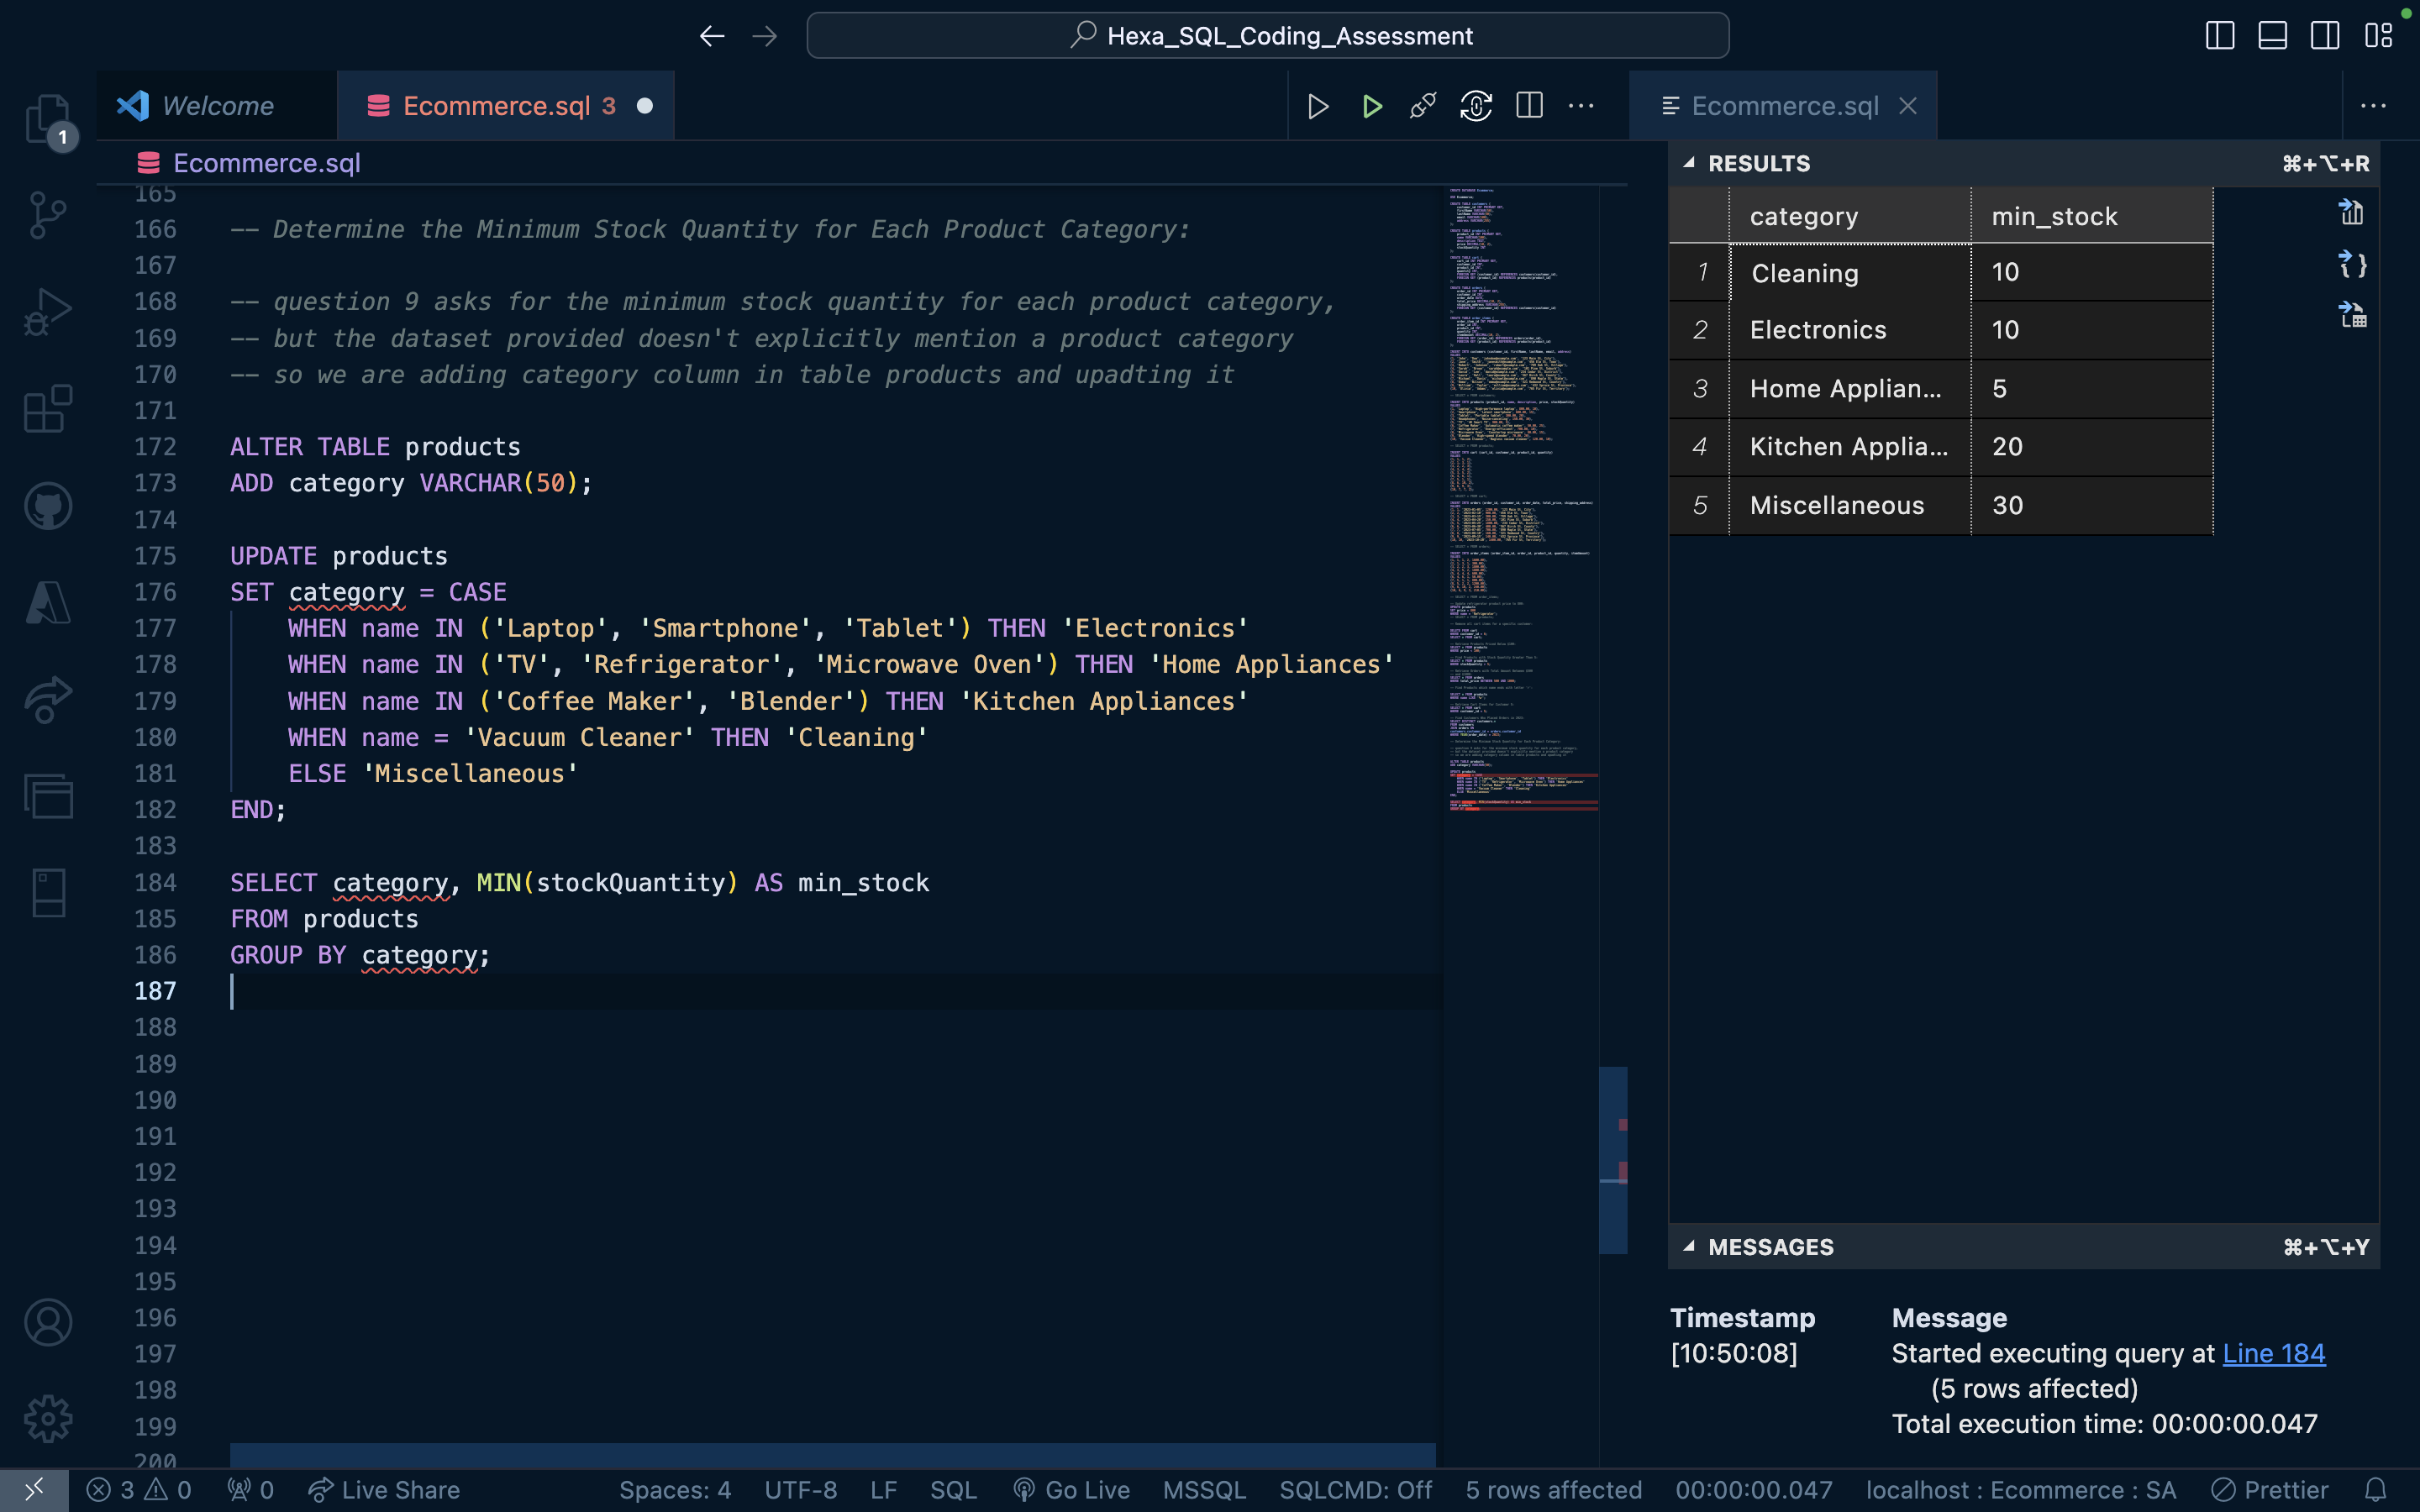 Hexa_SQL_Coding_Assessment
Welcome
Ecommerce.sql 3
Ecommerce.sql
1
Ecommerce.sql
165
166 -- Determine the Minimum Stock Quantity for Each Product Category:
167
168 -- question 9 asks for the minimum stock quantity for each product category,
169 -- but the dataset provided doesn't explicitly mention a product category
170 -- so we are adding category column in table products and upadting it
171
172 ALTER TABLE products
173 ADD category VARCHAR(50);
174
175 UPDATE products
176 SET category = CASE
177 WHEN name IN ('Laptop', 'Smartphone', 'Tablet') THEN 'Electronics'
178 WHEN name IN ('TV', 'Refrigerator', 'Microwave Oven') THEN 'Home Appliances'
179 WHEN name IN ('Coffee Maker', 'Blender') THEN 'Kitchen Appliances'
180 WHEN name = 'Vacuum Cleaner' THEN 'Cleaning'
181 ELSE 'Miscellaneous'
182 END;
183
184 SELECT category, MIN(stockQuantity) AS min_stock
185 FROM products
186 GROUP BY category;
187
188
189
190
191
192
193
194
195
196
197
198
199
200
RESULTS ⌘+⌥+R
category min_stock
1 Cleaning 10
2 Electronics 10
3 Home Applian... 5
4 Kitchen Applia... 20
5 Miscellaneous 30
MESSAGES ⌘+⌥+Y
Timestamp Message
[10:50:08] Started executing query at Line 184
(5 rows affected)
Total execution time: 00:00:00.047
3 0 0 Live Share Spaces: 4 UTF-8 LF SQL Go Live MSSQL SQLCMD: Off 5 rows affected 00:00:00.047 localhost : Ecommerce : SA Prettier